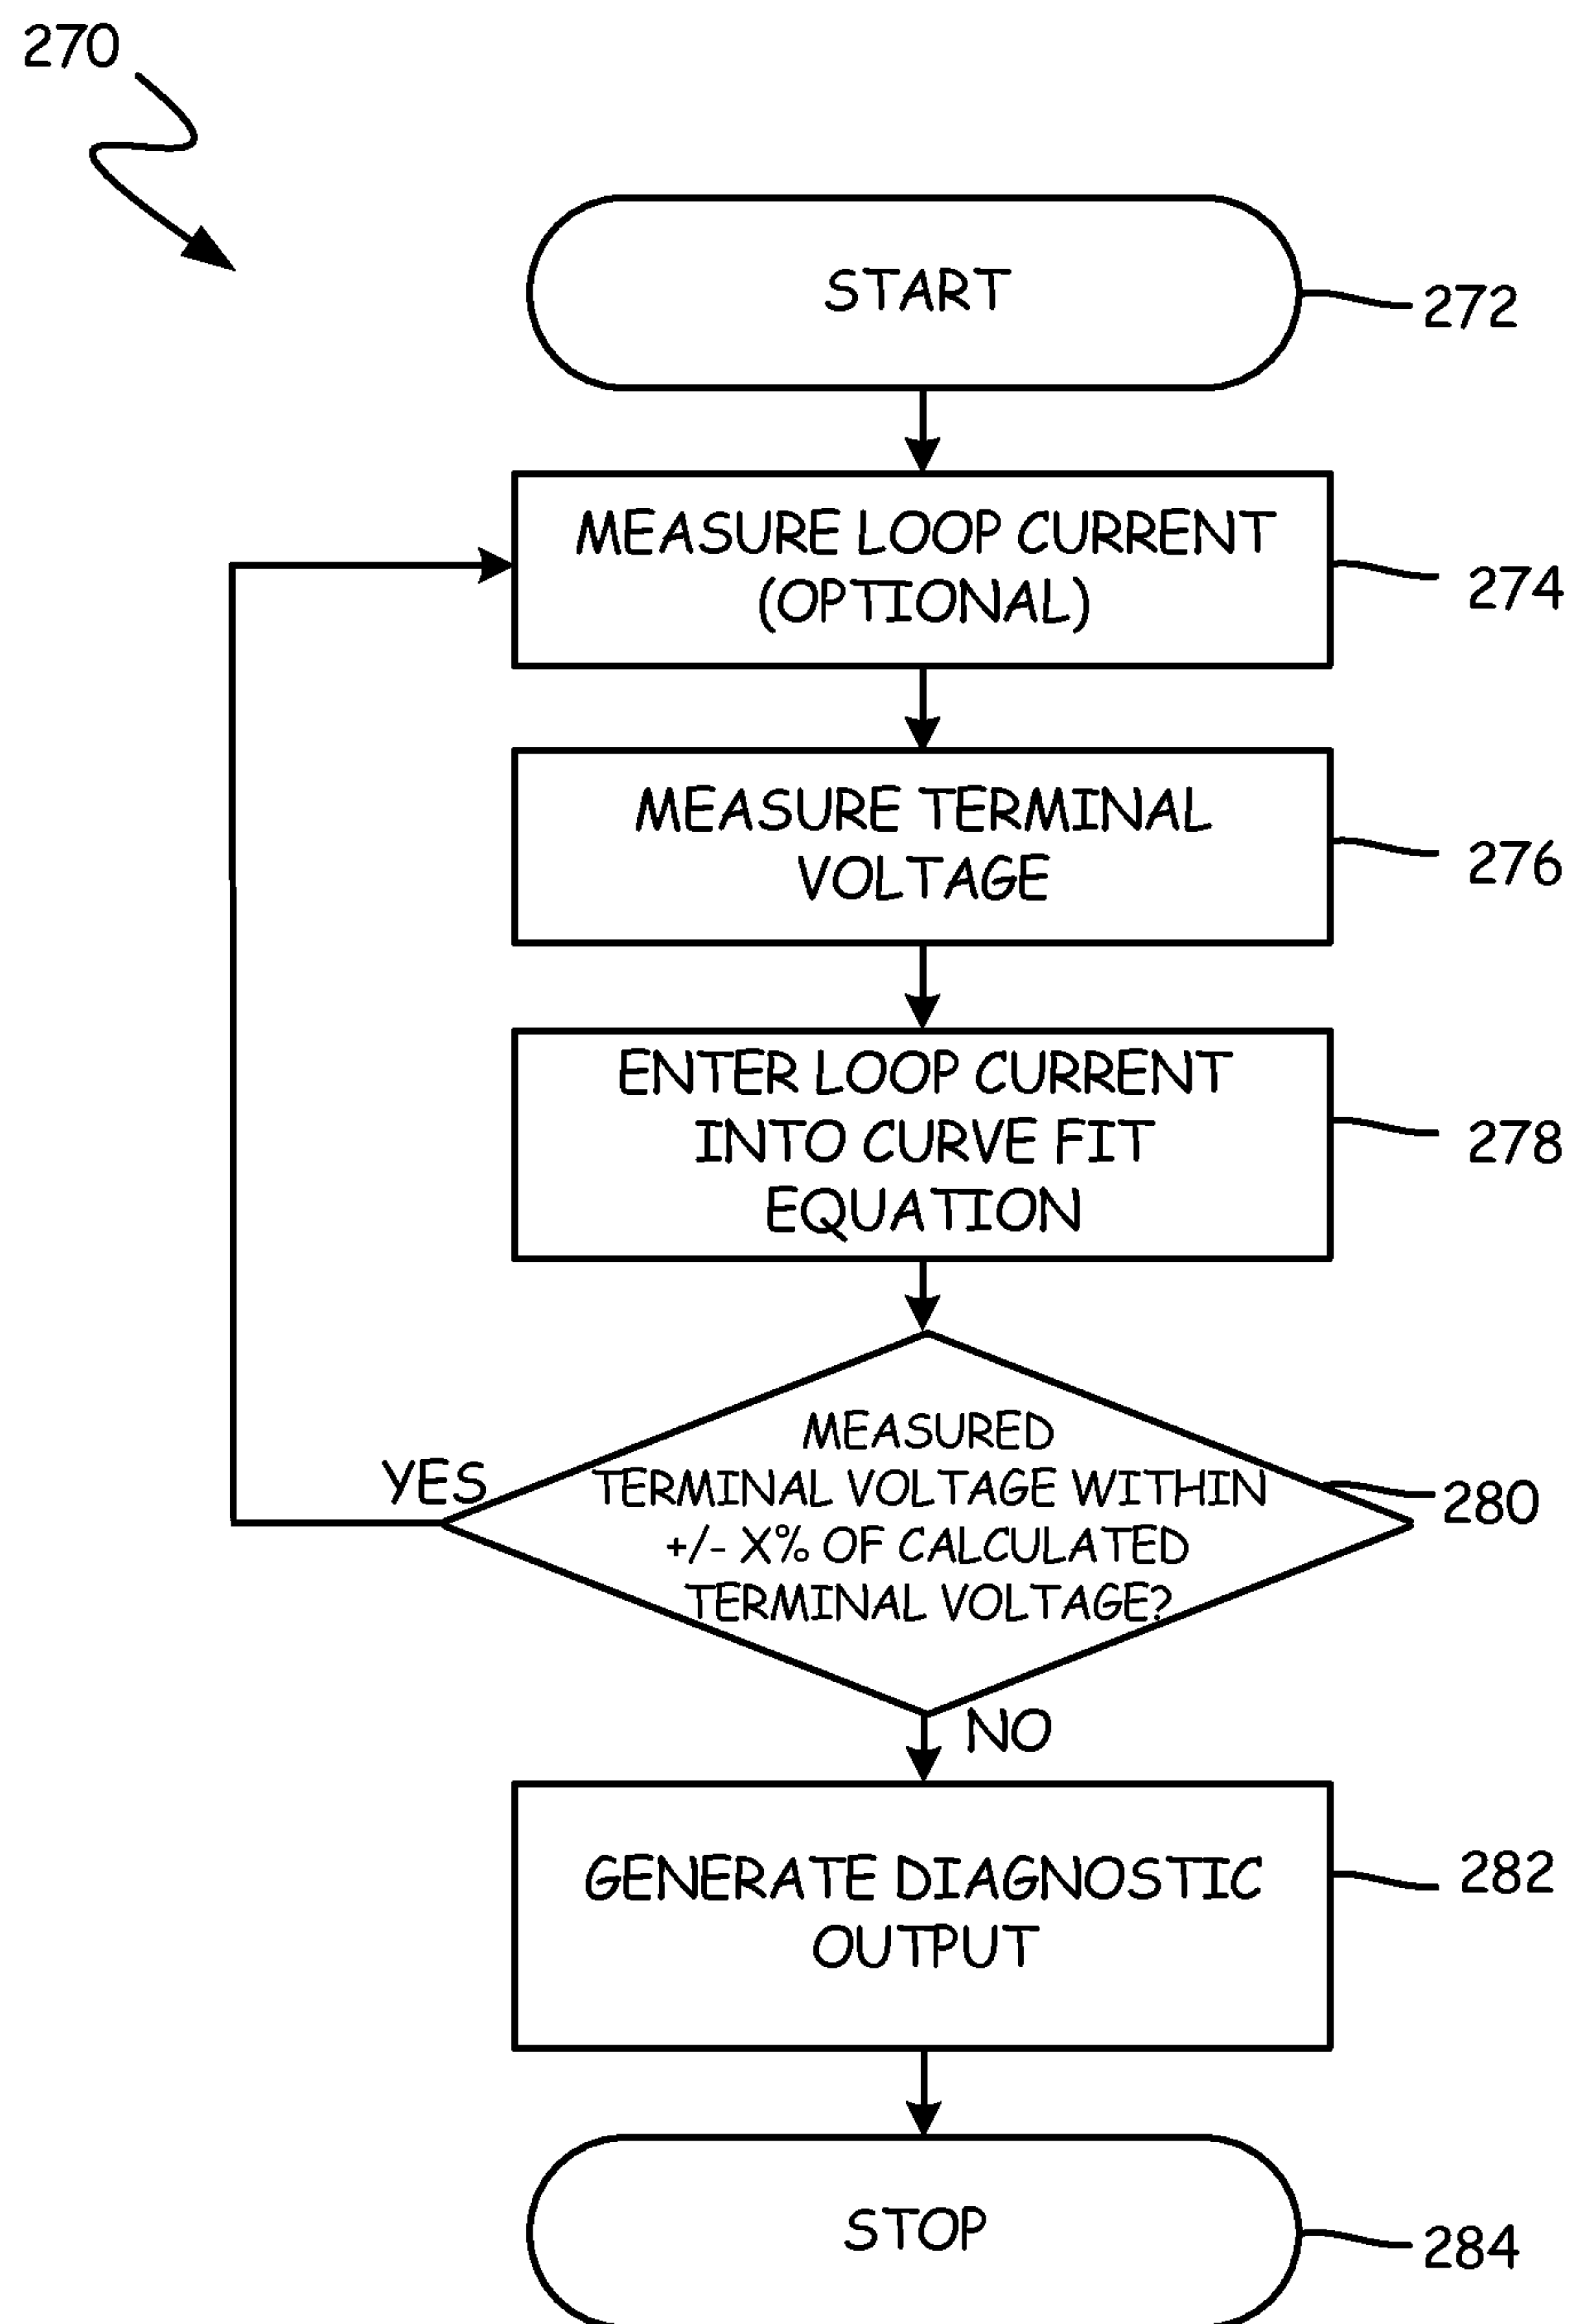 270
START
272
MEASURE LOOP CURRENT
(OPTIONAL)
274
MEASURE TERMINAL
VOLTAGE
276
ENTER LOOP CURRENT
INTO CURVE FIT
EQUATION
278
MEASURED
TERMINAL VOLTAGE WITHIN
+/- X% OF CALCULATED
TERMINAL VOLTAGE?
280
YES
NO
GENERATE DIAGNOSTIC
OUTPUT
282
STOP
284